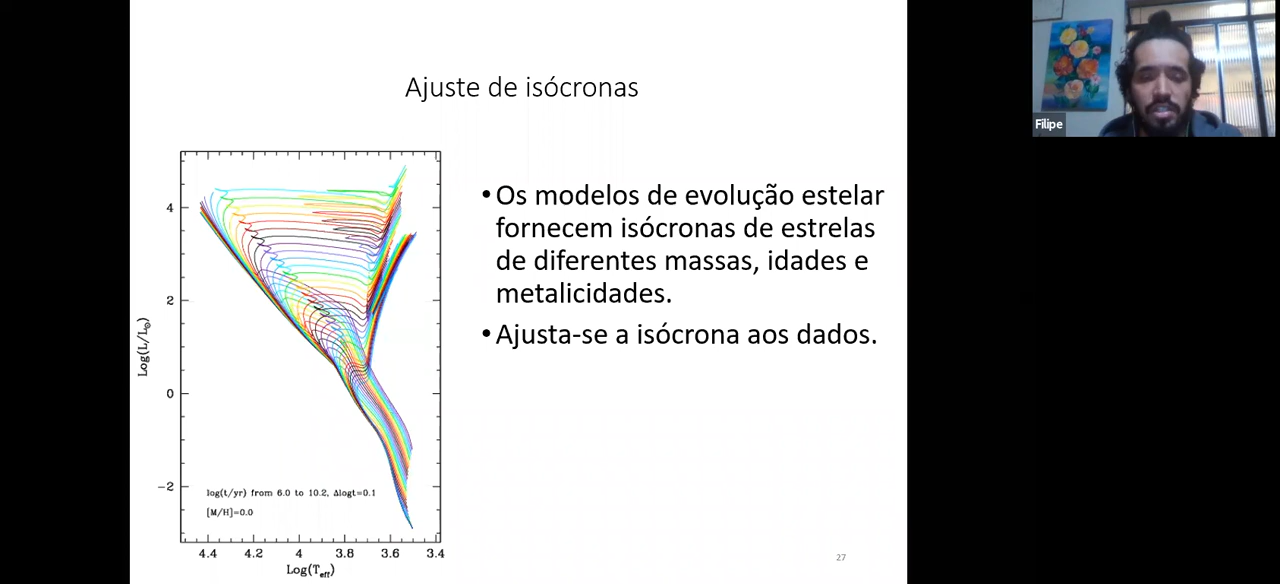 Ajuste de isócronas
Filipe
•Os modelos de evolução estelar
fornecem isócronas de estrelas
de diferentes massas, idades e
metalicidades.
•Ajusta-se a isócrona aos dados.
Log(L/L⊙)
4
2
0
−2
log(t/yr) from 6.0 to 10.2, Δlogt=0.1
[M/H]=0.0
4.4 4.2 4 3.8 3.6 3.4
Log(Teff)
27